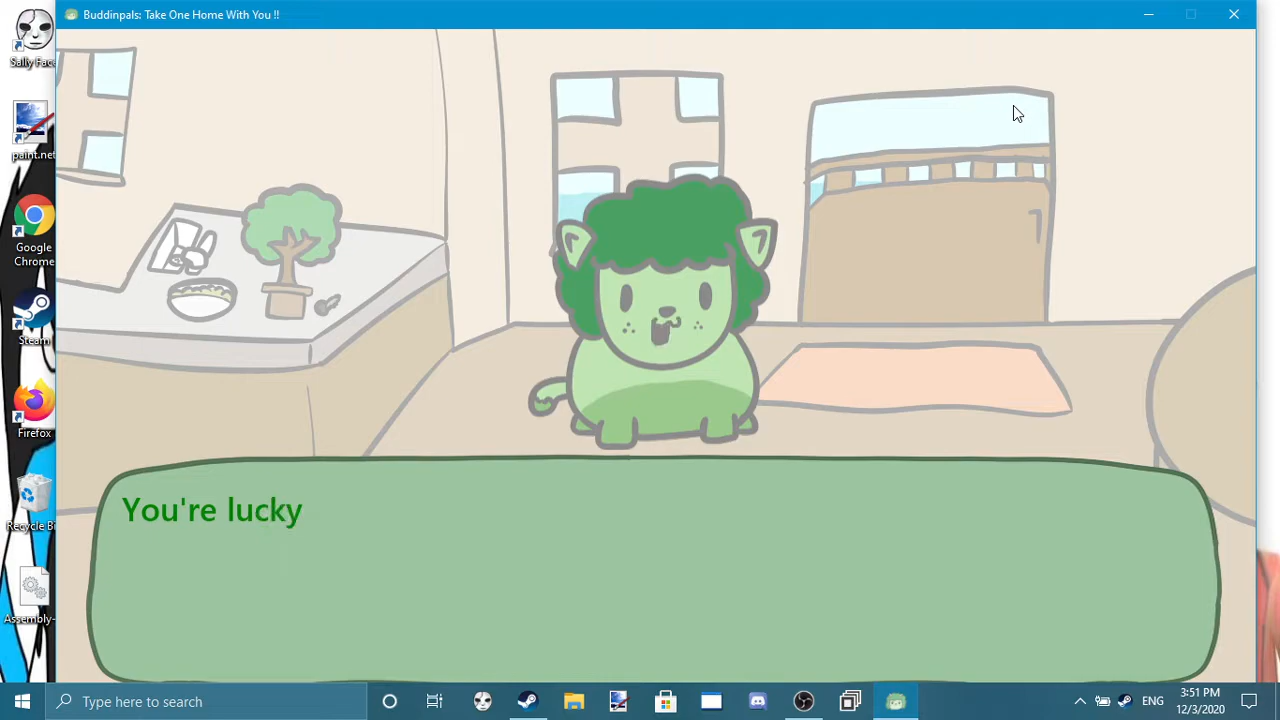 Buddinpals: Take One Home With You !!
Sally Face
paint.net
Google
Chrome
Steam
Firefox
Recycle Bi
Assembly-
You're lucky
Type here to search
ENG
3:51 PM
12/3/2020